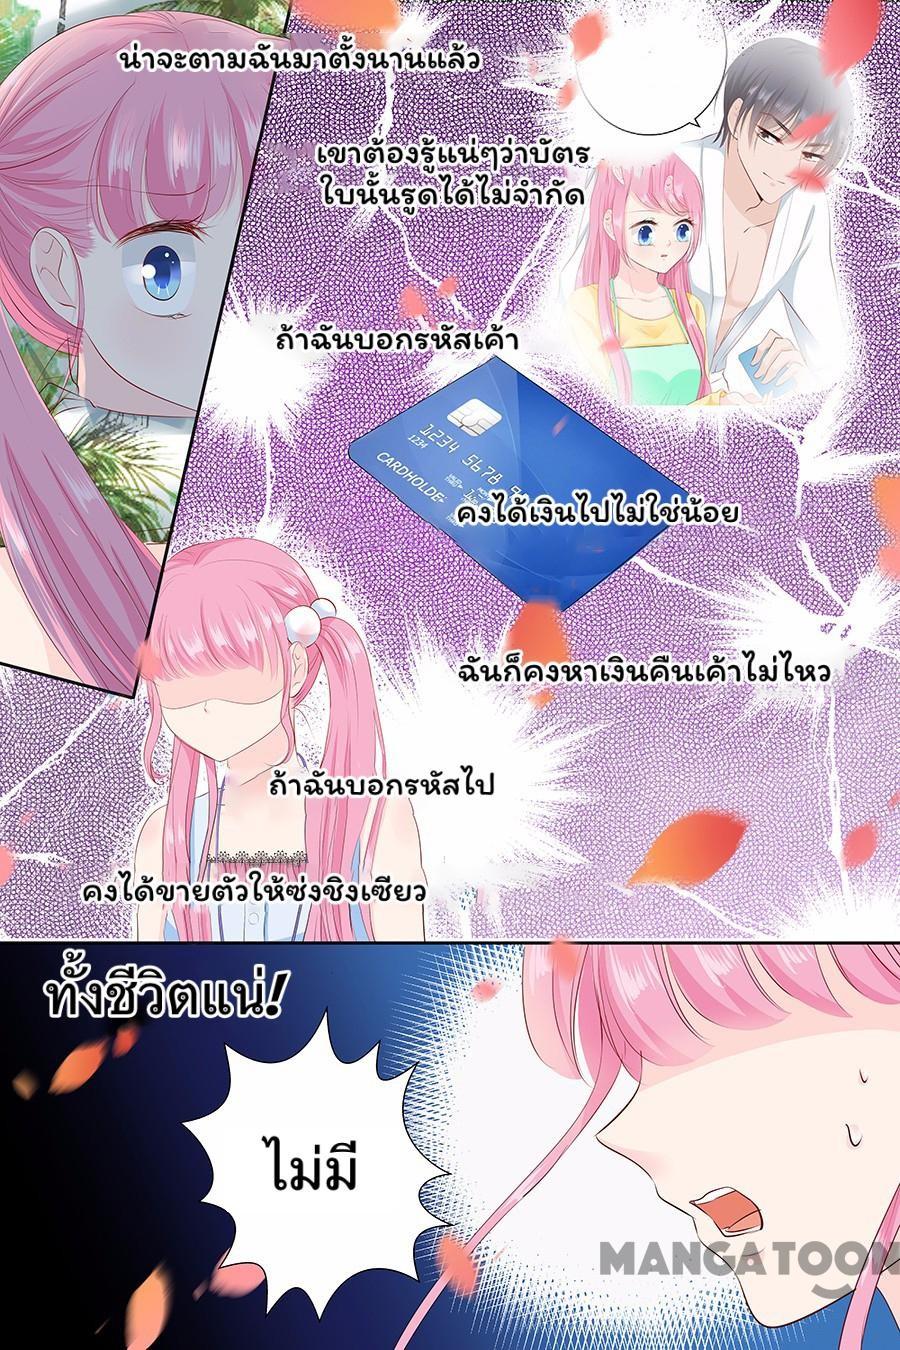 น่าจะตามฉันมาตั้งนานแล้ว
เขาต้องรู้แน่ๆว่าบัตร
ใบนั้นรูดได้ไม่จำกัด
ถ้าฉันบอกรหัสเค้า
1234 5678 9
1234
CARDHOLDE
คงได้เงินไปไม่ใช่น้อย
ฉันก็คงหาเงินคืนเค้าไม่ไหว
ถ้าฉันบอกรหัสไป
คงได้ขายตัวให้ซ่งชิงเซียว
ทั้งชีวิตแน่!
ไม่มี
MANGATOON